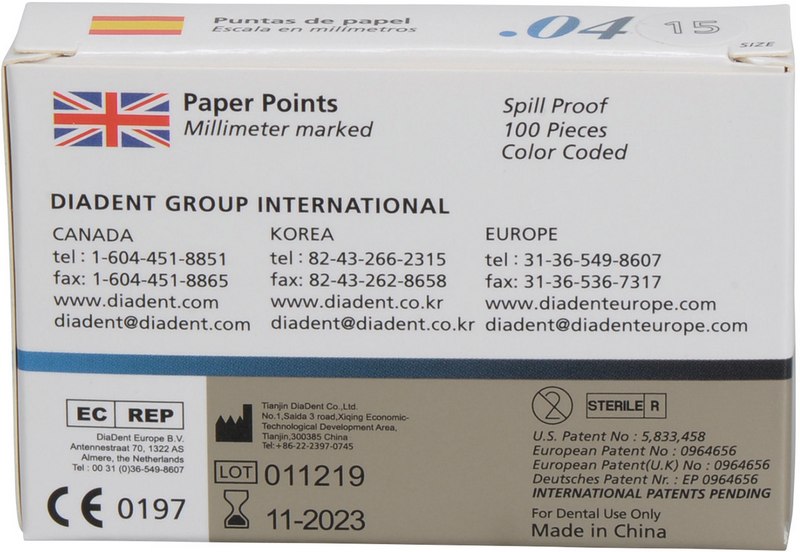 Puntas de papel
Escala en milímetros
.04 15
SIZE
Paper Points
Millimeter marked
Spill Proof
100 Pieces
Color Coded
DIADENT GROUP INTERNATIONAL
CANADA
tel : 1-604-451-8851
fax: 1-604-451-8865
www.diadent.com
diadent@diadent.com
KOREA
tel : 82-43-266-2315
fax: 82-43-262-8658
www.diadent.co.kr
diadent@diadent.co.kr
EUROPE
tel : 31-36-549-8607
fax: 31-36-536-7317
www.diadenteurope.com
diadent@diadenteurope.com
EC REP
DiaDent Europe B.V.
Antennestraat 70, 1322 AS
Almere, the Netherlands
Tel : 00 31 (0)36-549-8607
CE 0197
Tianjin DiaDent Co.,Ltd.
No.1,Saida 3 road,Xiqing Economic-
Technological Development Area,
Tianjin,300385 China
Tel:+86-22-2397-0745
LOT 011219
11-2023
2
STERILE R
U.S. Patent No : 5,833,458
European Patent No : 0964656
European Patent(U.K) No : 0964656
Deutsches Patent Nr. : EP 0964656
INTERNATIONAL PATENTS PENDING
For Dental Use Only
Made in China